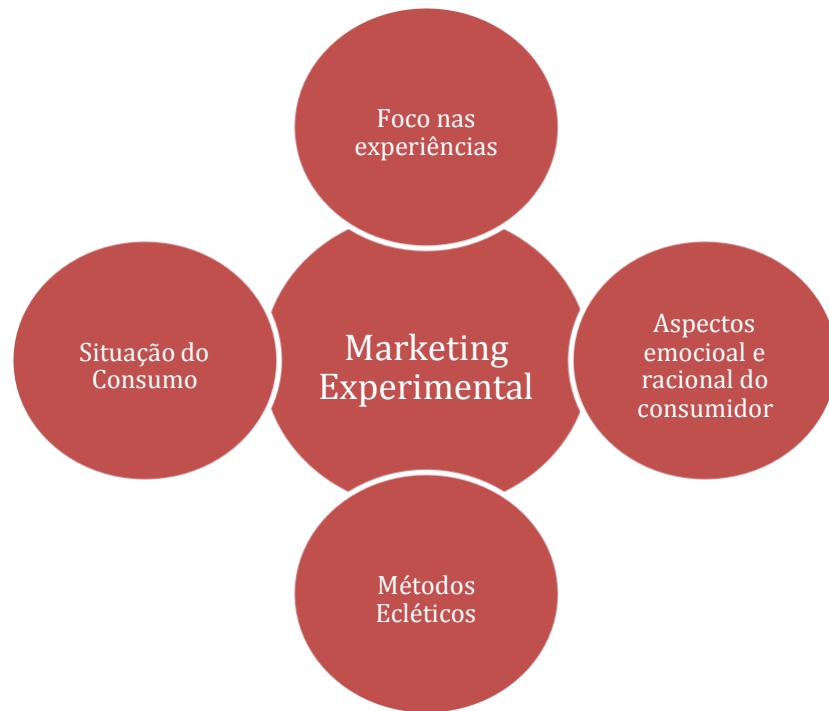 Foco nas
experiências
Situação do
Consumo
Marketing
Experimental
Aspectos
emocioal e
racional do
consumidor
Métodos
Ecléticos